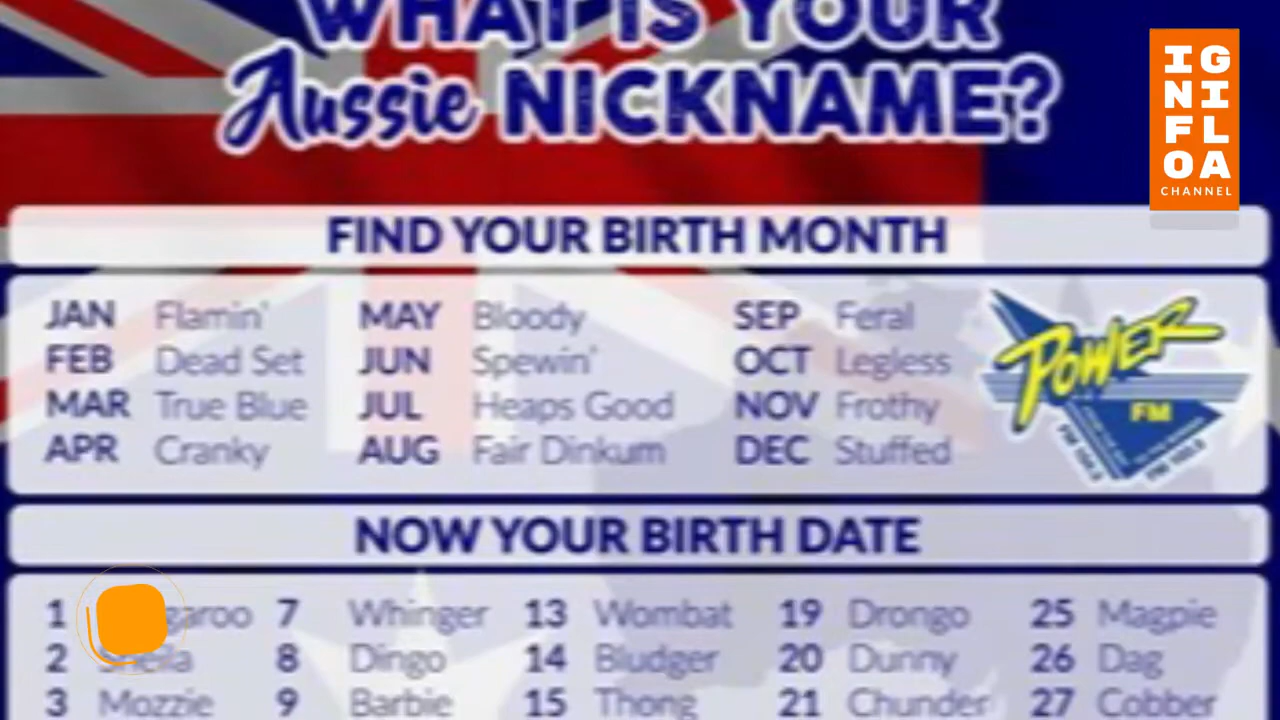 WHAT IS YOUR
Aussie NICKNAME?
I G
N I
F L
O A
CHANNEL
FIND YOUR BIRTH MONTH
JAN Flamin' MAY Bloody SEP Feral
FEB Dead Set JUN Spewin' OCT Legless
MAR True Blue JUL Heaps Good NOV Frothy
APR Cranky AUG Fair Dinkum DEC Stuffed
POWER
FM
NOW YOUR BIRTH DATE
1 7 Whinger 13 Wombat 19 Drongo 25 Magpie
2 Sheila 8 Dingo 14 Bludger 20 Dunny 26 Dag
3 Mozzie 9 Barbie 15 Thong 21 Chunder 27 Cobber